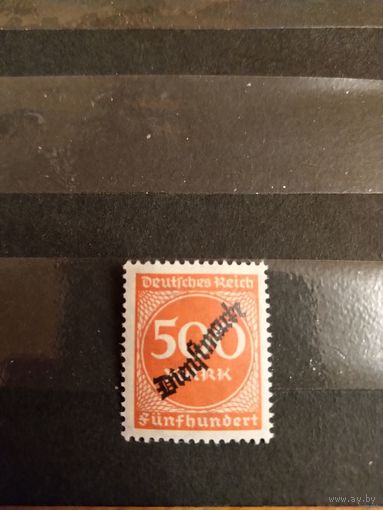 Deutsches Reich
500
MARK
Dienstmarke
Fünfhundert
www.ay.by